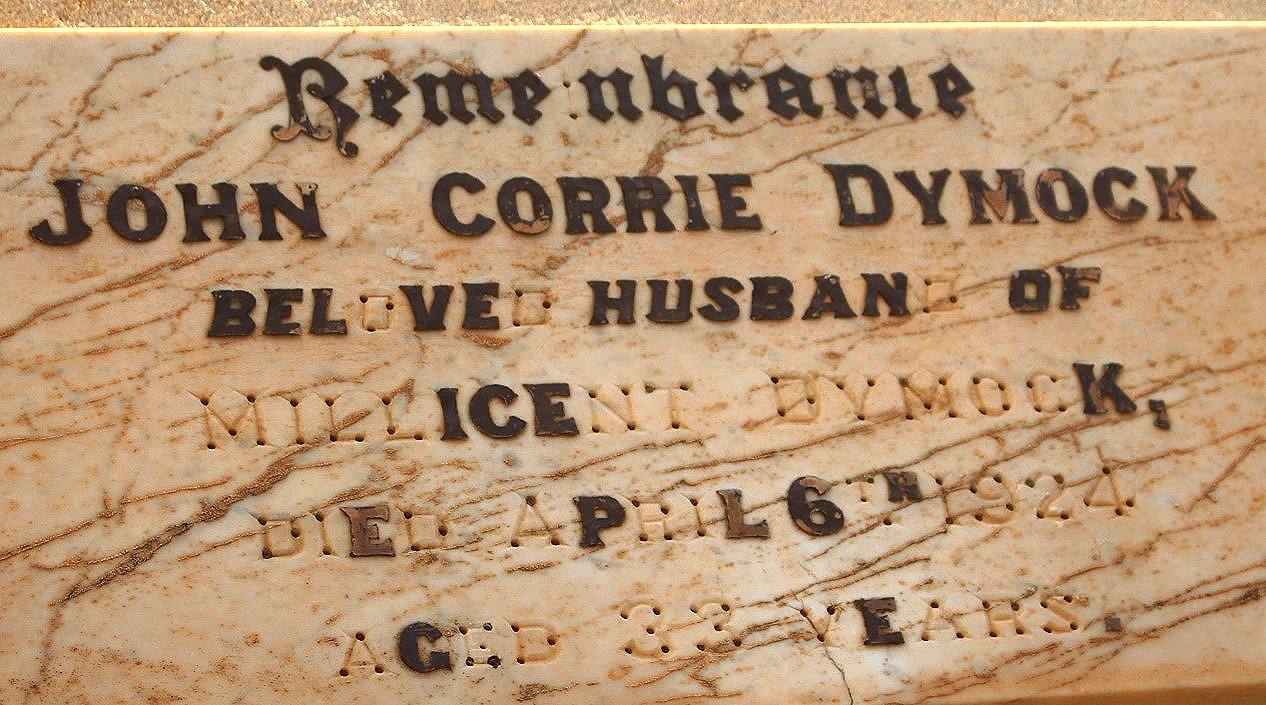 Remembrance
JOHN CORRIE DYMOCK
BELOVED HUSBAND OF
MILLICENT DYMOCK,
DIED APRIL 6TH 1924
AGED 33 YEARS.